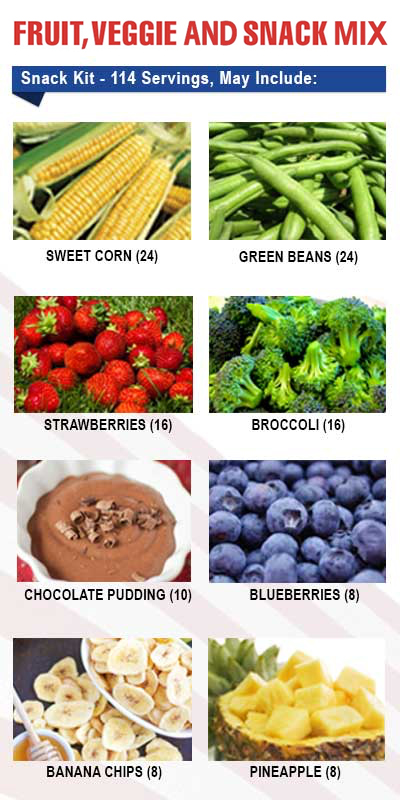 FRUIT, VEGGIE AND SNACK MIX
Snack Kit - 114 Servings, May Include:
SWEET CORN (24)
GREEN BEANS (24)
STRAWBERRIES (16)
BROCCOLI (16)
CHOCOLATE PUDDING (10)
BLUEBERRIES (8)
BANANA CHIPS (8)
PINEAPPLE (8)